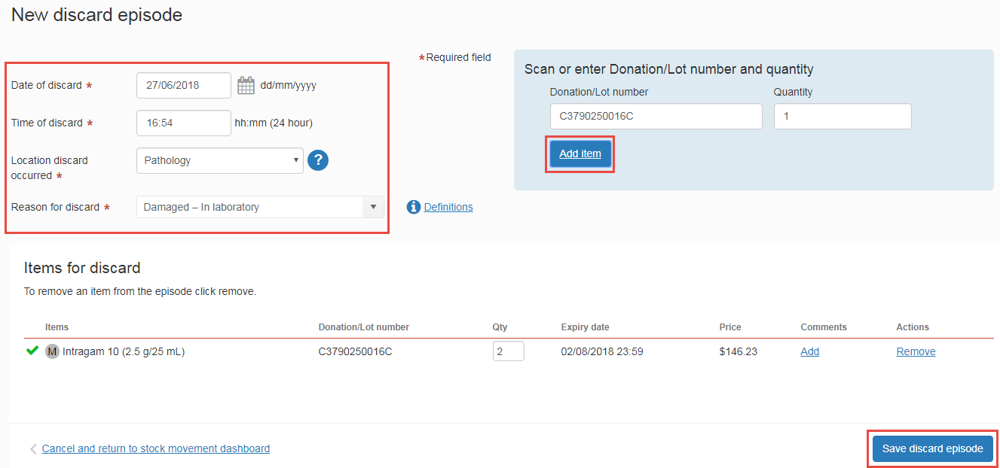 New discard episode
* Required field
Date of discard *
27/06/2018
dd/mm/yyyy
Time of discard *
16:54
hh:mm (24 hour)
Location discard
occurred *
Pathology
?
Reason for discard *
Damaged – In laboratory
i Definitions
Scan or enter Donation/Lot number and quantity
Donation/Lot number Quantity
C3790250016C 1
Add item
Items for discard
To remove an item from the episode click remove.
Items Donation/Lot number Qty Expiry date Price Comments Actions
M Intragam 10 (2.5 g/25 mL) C3790250016C 2 02/08/2018 23:59 $146.23 Add Remove
Cancel and return to stock movement dashboard
Save discard episode